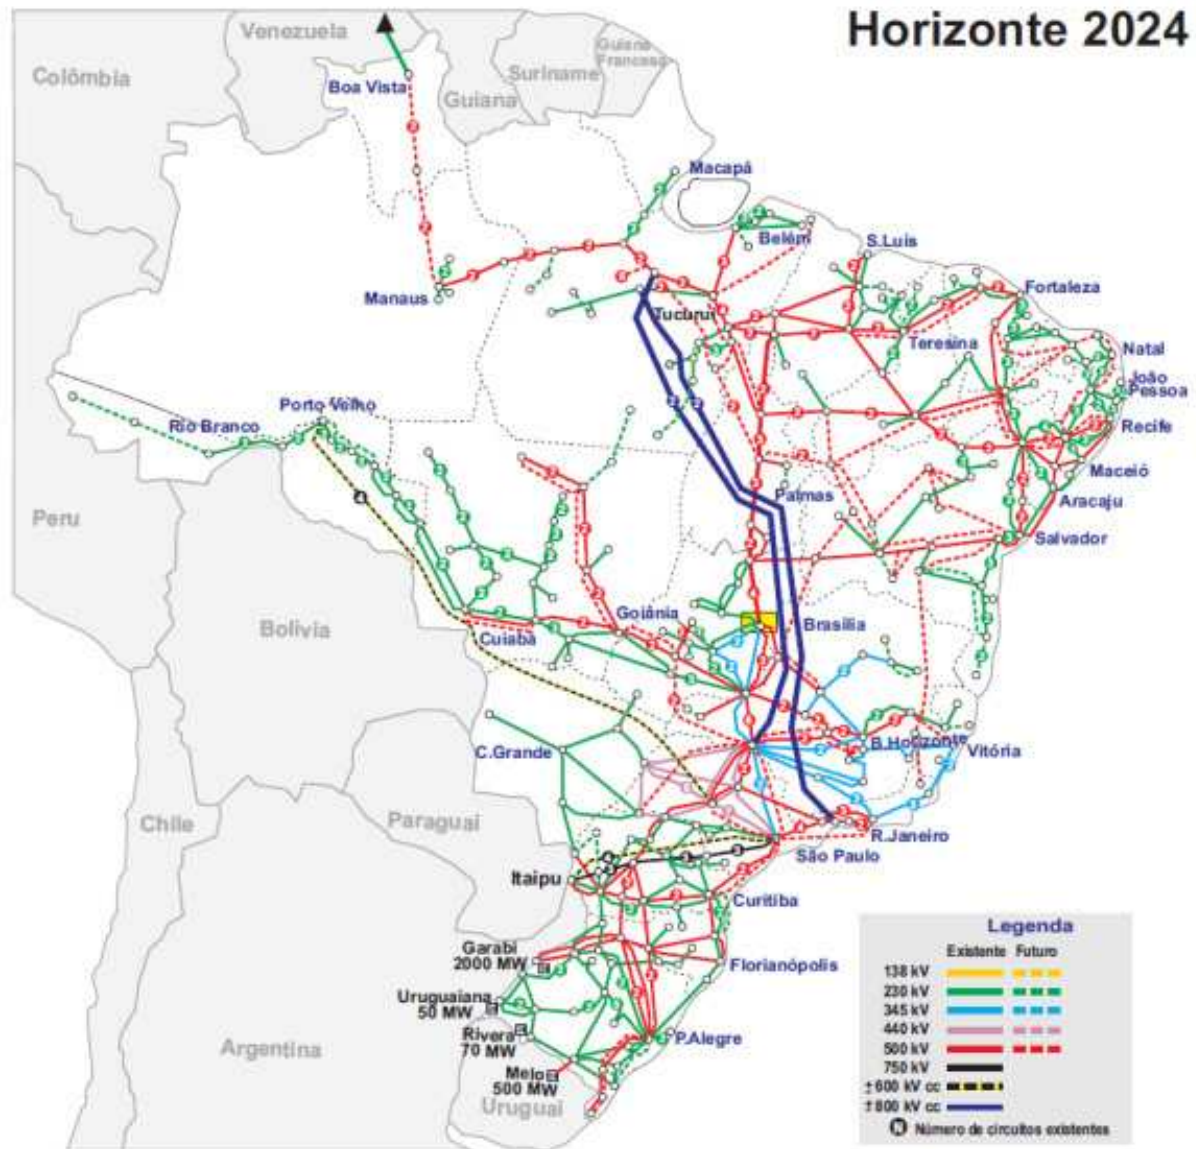 Horizonte 2024
Venezuela
Guiana
Francesa
Colômbia
Suriname
Boa Vista
Guiana
Macapá
Belém
S.Luis
Manaus
Fortaleza
Tucuruí
Teresina
Natal
João
Pessoa
Porto Velho
Rio Branco
Recife
Maceió
Palmas
Aracaju
Peru
Salvador
Goiânia
Brasília
Bolívia
Cuiabá
C.Grande
B.Horizonte
Vitória
Chile
Paraguai
R.Janeiro
São Paulo
Itaipu
Curitiba
Garabi
2000 MW
Florianópolis
Uruguaiana
50 MW
Rivera
70 MW
P.Alegre
Argentina
Melo
500 MW
Uruguai
Legenda
Existente Futuro
138 kV
230 kV
345 kV
440 kV
500 kV
750 kV
±600 kV cc
±800 kV cc
N Número de circuitos existentes